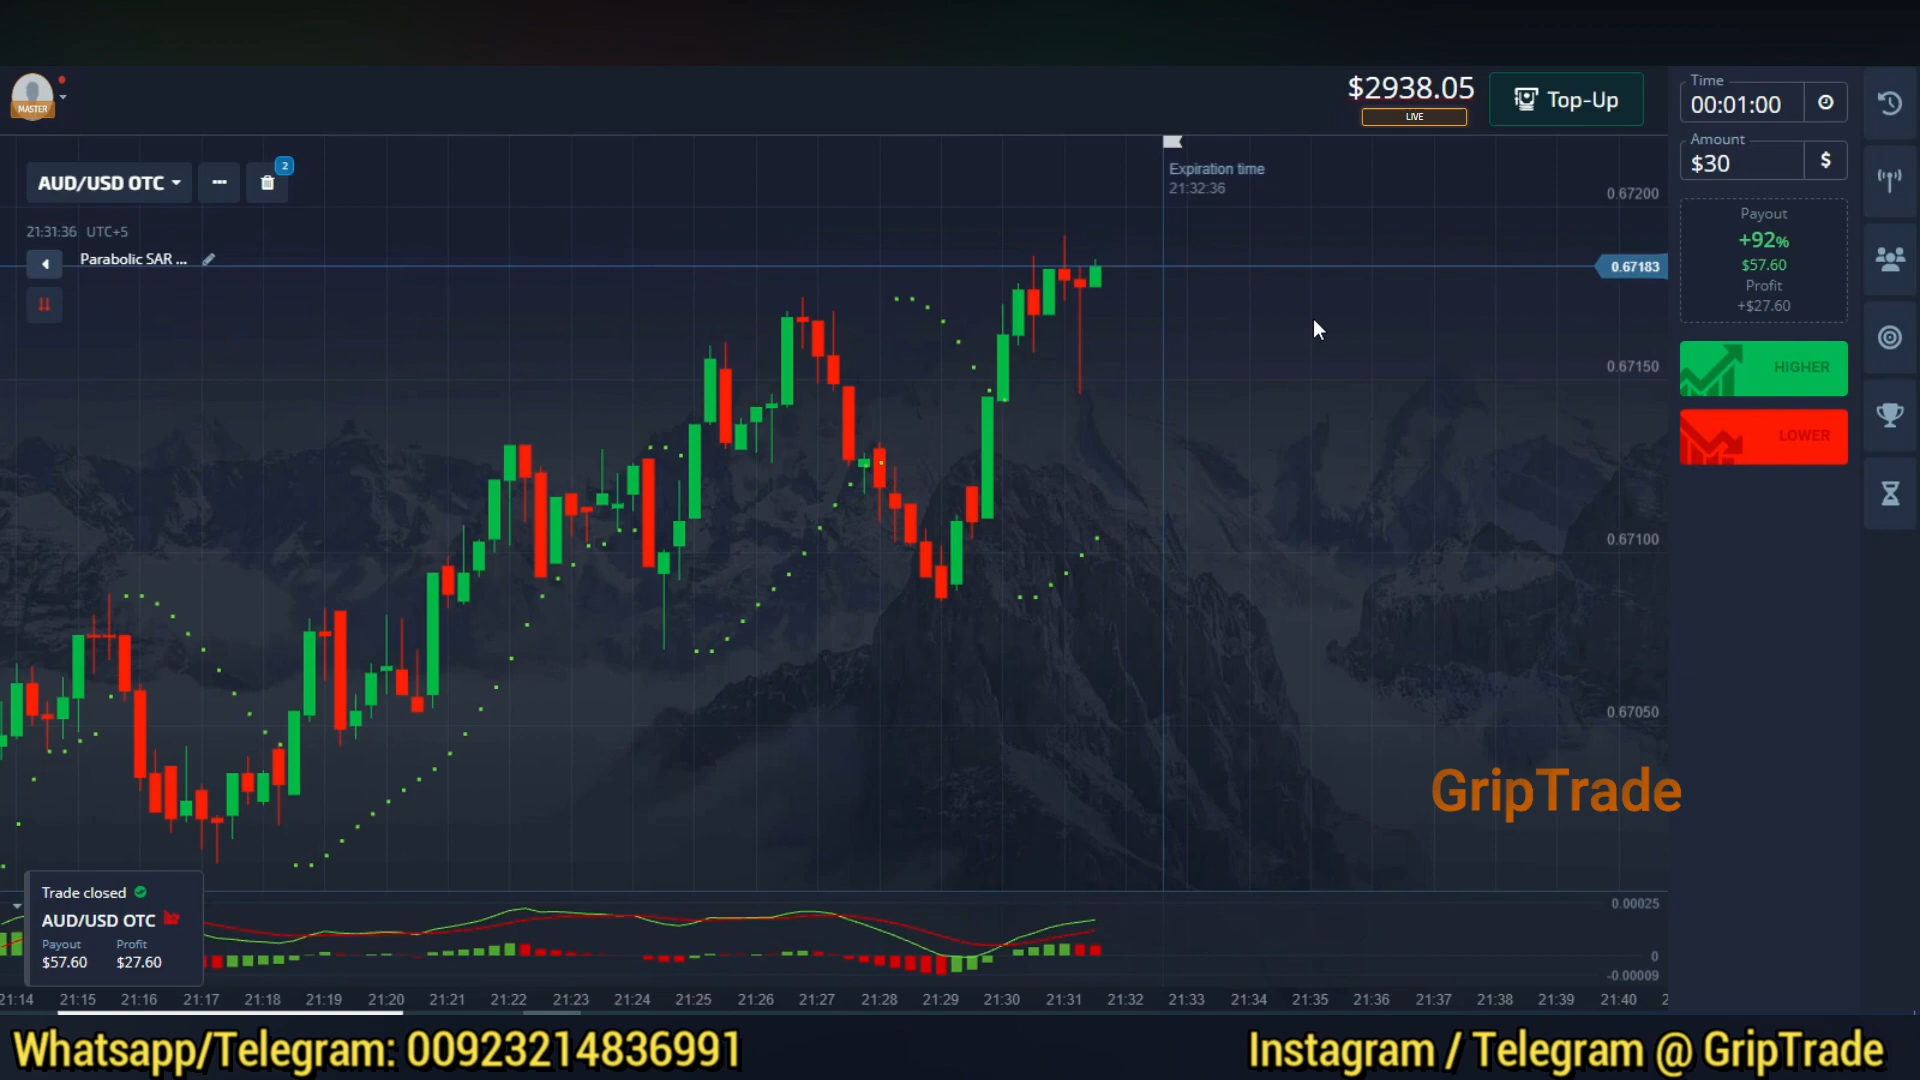 MASTER
$2938.05
LIVE
Top-Up
Time
00:01:00
Amount
$30
$
Payout
+92%
$57.60
Profit
+$27.60
HIGHER
LOWER
AUD/USD OTC
2
21:31:36 UTC+5
Parabolic SAR ...
Expiration time
21:32:36
0.67200
0.67183
0.67150
0.67100
0.67050
GripTrade
Trade closed
AUD/USD OTC
Payout Profit
$57.60 $27.60
0.00025
0
-0.00009
21:14 21:15 21:16 21:17 21:18 21:19 21:20 21:21 21:22 21:23 21:24 21:25 21:26 21:27 21:28 21:29 21:30 21:31 21:32 21:33 21:34 21:35 21:36 21:37 21:38 21:39 21:40 2
Whatsapp/Telegram: 00923214836991
Instagram / Telegram @ GripTrade